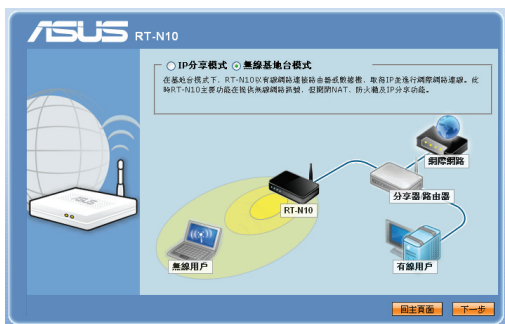 ASUS RT-N10
IP分享模式 無線基地台模式
在基地台模式下，RT-N10以有線網路連接路由器或數據機，取得IP並進行網際網路連線。此
時RT-N10主要功能在提供無線網路訊號，但關閉NAT、防火牆及IP分享功能。
網際網路
分享器/路由器
RT-N10
無線用戶
有線用戶
回主頁面 下一步